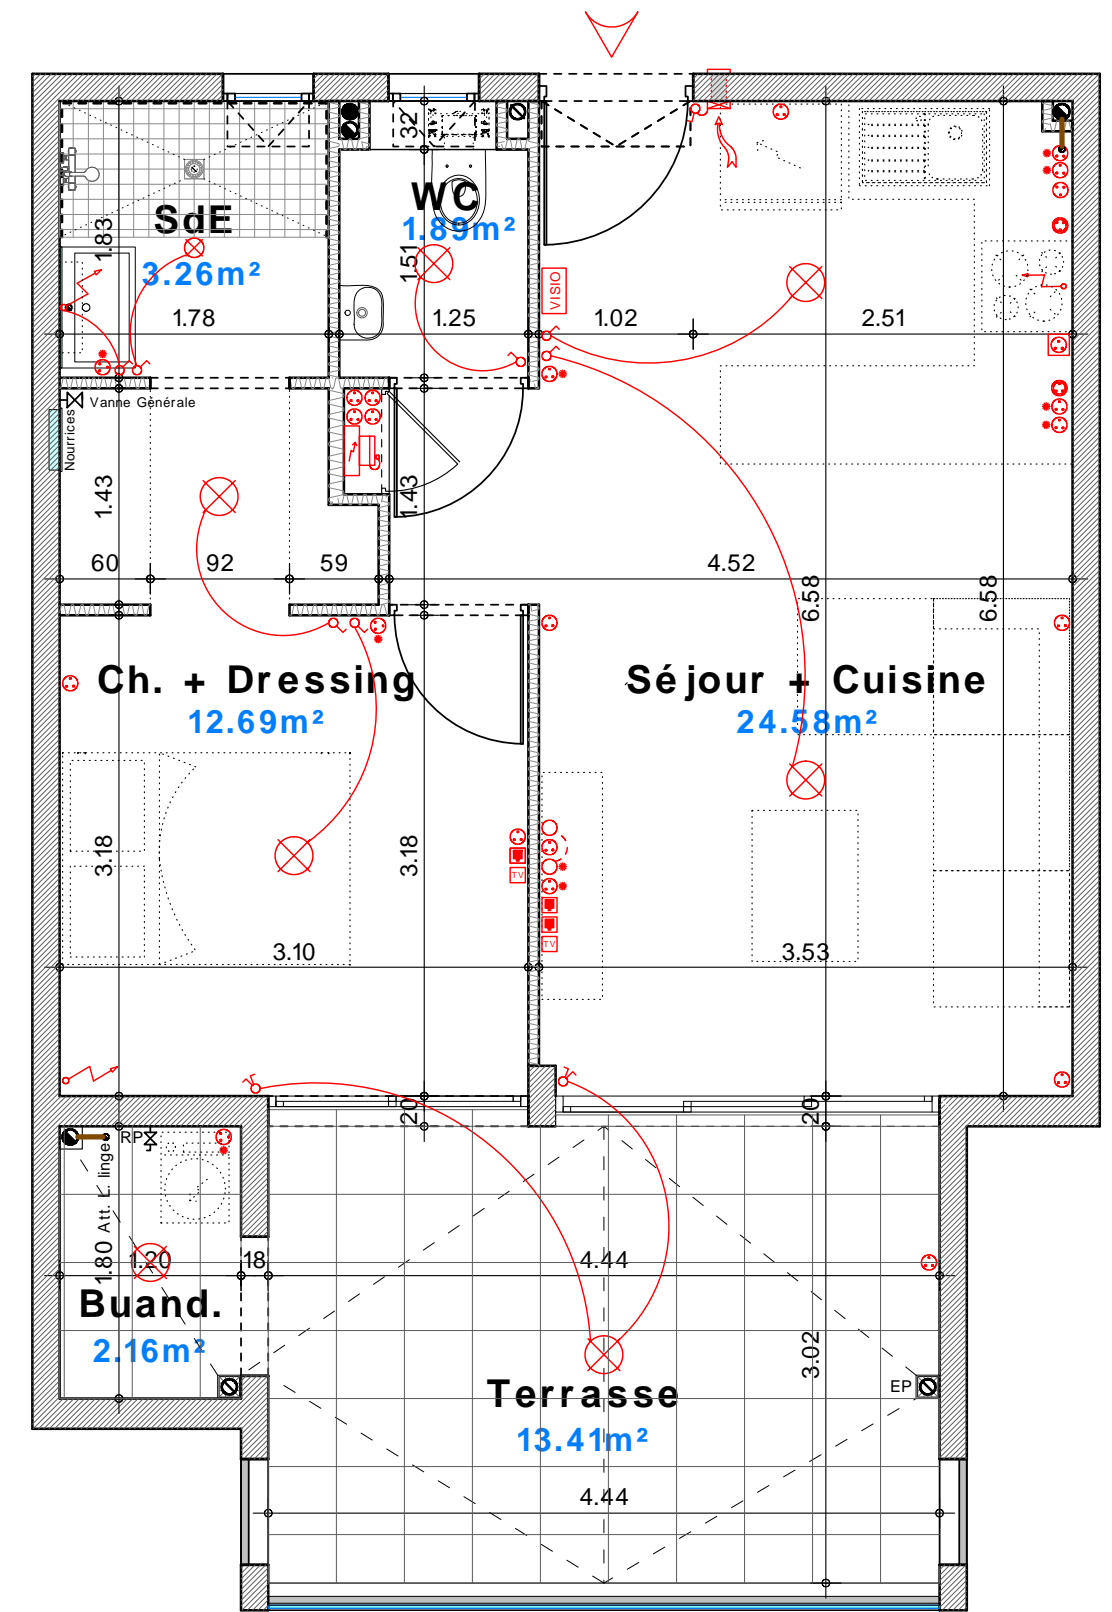 32
WC
1.89m²
SdE
3.26m²
1.83
1.51
VISIO
1.78
1.25
1.02
2.51
Vanne Générale
Nourrices
1.43
1.43
60
92
59
4.52
6.58
6.58
Ch. + Dressing
12.69m²
Séjour + Cuisine
24.58m²
3.18
3.18
TV
TV
3.10
3.53
20
20
RP
Att. L. linge
1.80
1.20
18
4.44
Buand.
2.16m²
3.02
EP
Terrasse
13.41m²
4.44